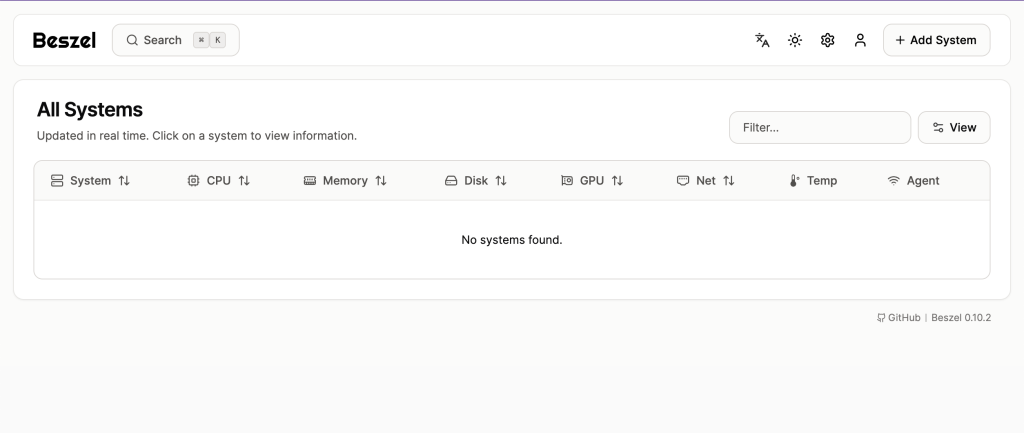 Beszel Search ⌘ K Add System
All Systems
Updated in real time. Click on a system to view information.
Filter... View
System CPU Memory Disk GPU Net Temp Agent
No systems found.
GitHub | Beszel 0.10.2